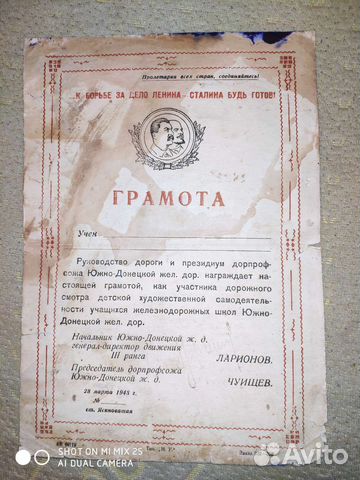 Пролетарии всех стран, соединяйтесь!
К БОРЬБЕ ЗА ДЕЛО ЛЕНИНА - СТАЛИНА БУДЬ ГОТОВ!
ГРАМОТА
Учен
Руководство дороги и президиум дорпроф-
сожа Южно-Донецкой жел. дор. награждает на-
стоящей грамотой, как участника дорожного
смотра детской художественной самодеятель-
ности учащихся железнодорожных школ Южно-
Донецкой жел. дор.
Начальник Южно-Донецкой ж. д.
генерал-директор движения
III ранга ЛАРИОНОВ.
Председатель дорпрофсожа
Южно-Донецкой ж. д. ЧУИЩЕВ.
28 марта 1948 г.
№
ст. Ясиноватая
SHOT ON MI MIX 2S
AI DUAL CAMERA
Avito